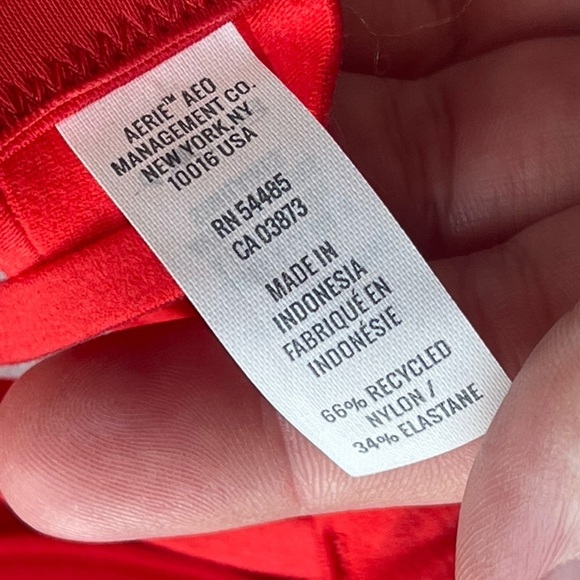 AERIE™ AEO
MANAGEMENT CO.
NEW YORK NY
10016 USA
RN 54485
CA 03873
MADE IN
INDONESIA
FABRIQUÉ EN
INDONÉSIE
66% RECYCLED
NYLON /
34% ELASTANE